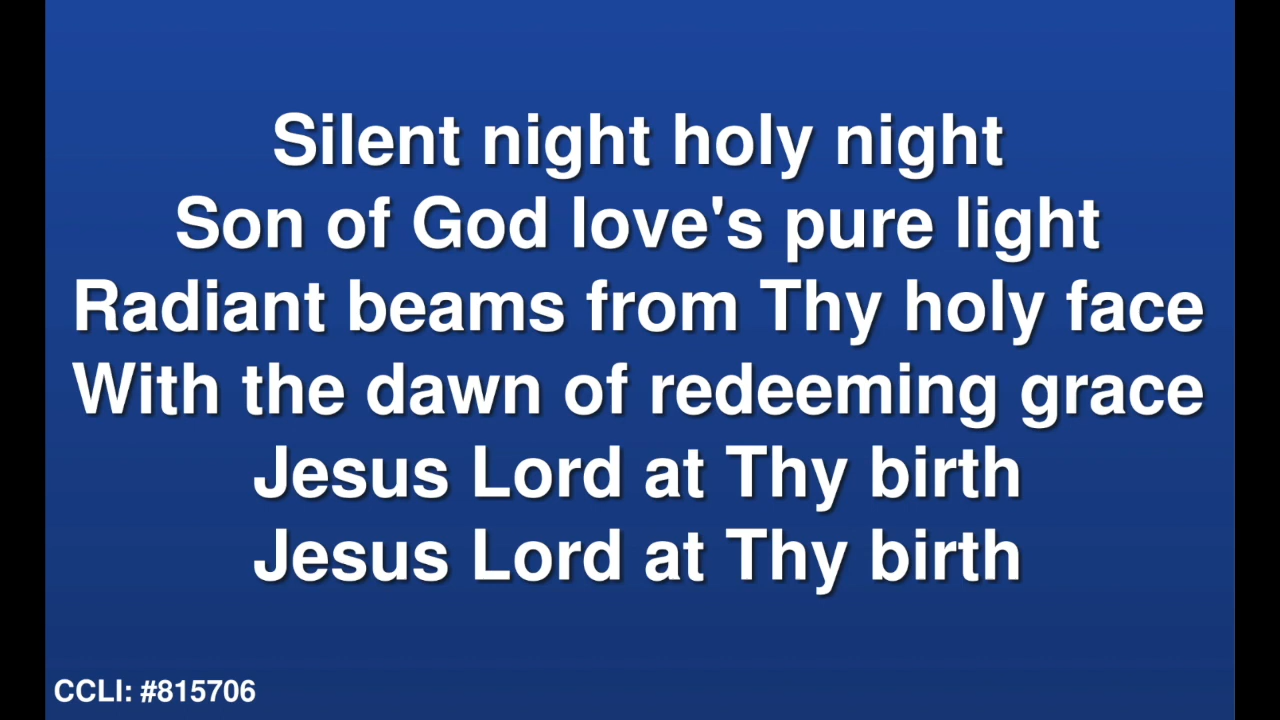 Silent night holy night
Son of God love's pure light
Radiant beams from Thy holy face
With the dawn of redeeming grace
Jesus Lord at Thy birth
Jesus Lord at Thy birth
CCLI: #815706